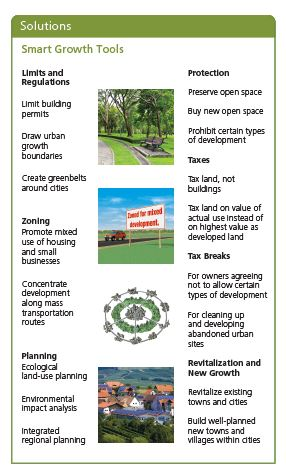 Solutions
Smart Growth Tools
Limits and
Regulations
Limit building
permits
Draw urban
growth
boundaries
Create greenbelts
around cities
Zoning
Promote mixed
use of housing
and small
businesses
Concentrate
development
along mass
transportation
routes
Planning
Ecological
land-use planning
Environmental
impact analysis
Integrated
regional planning
Zoned for mixed
development.
Protection
Preserve open space
Buy new open space
Prohibit certain types
of development
Taxes
Tax land, not
buildings
Tax land on value of
actual use instead of
on highest value as
developed land
Tax Breaks
For owners agreeing
not to allow certain
types of development
For cleaning up
and developing
abandoned urban
sites
Revitalization and
New Growth
Revitalize existing
towns and cities
Build well-planned
new towns and
villages within cities